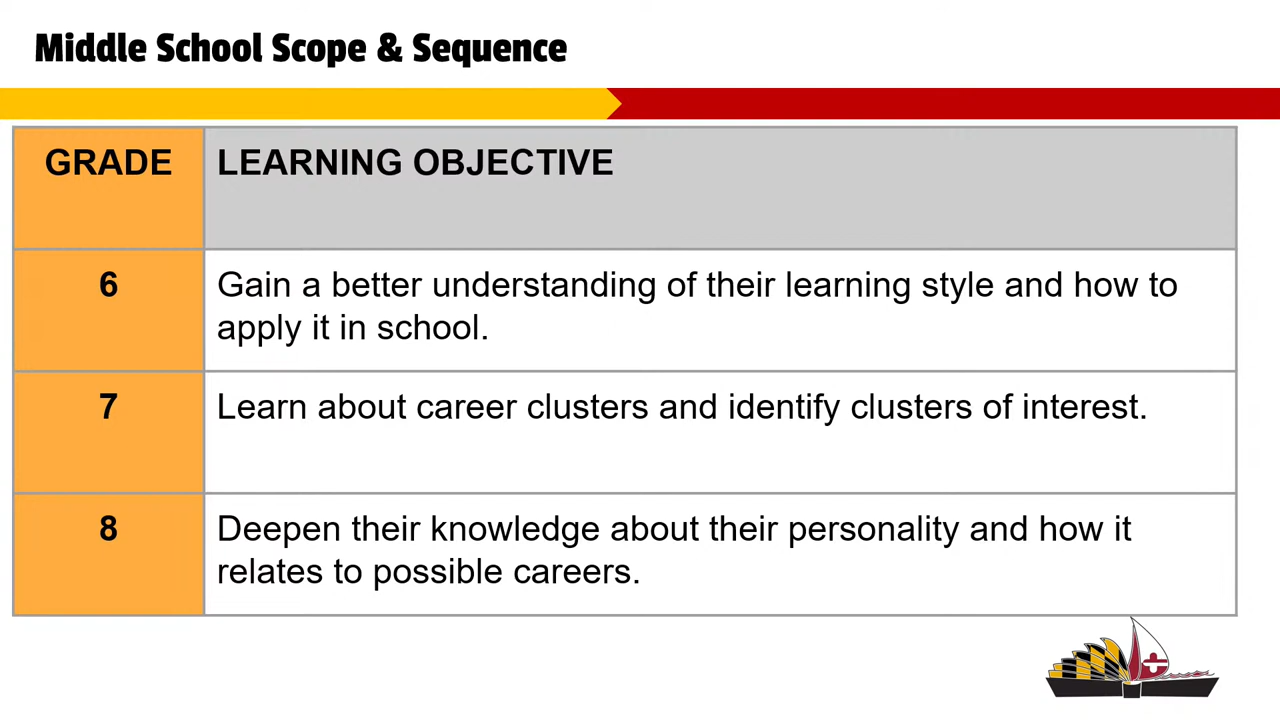 Middle School Scope & Sequence
GRADE
LEARNING OBJECTIVE
6
Gain a better understanding of their learning style and how to
apply it in school.
7
Learn about career clusters and identify clusters of interest.
8
Deepen their knowledge about their personality and how it
relates to possible careers.